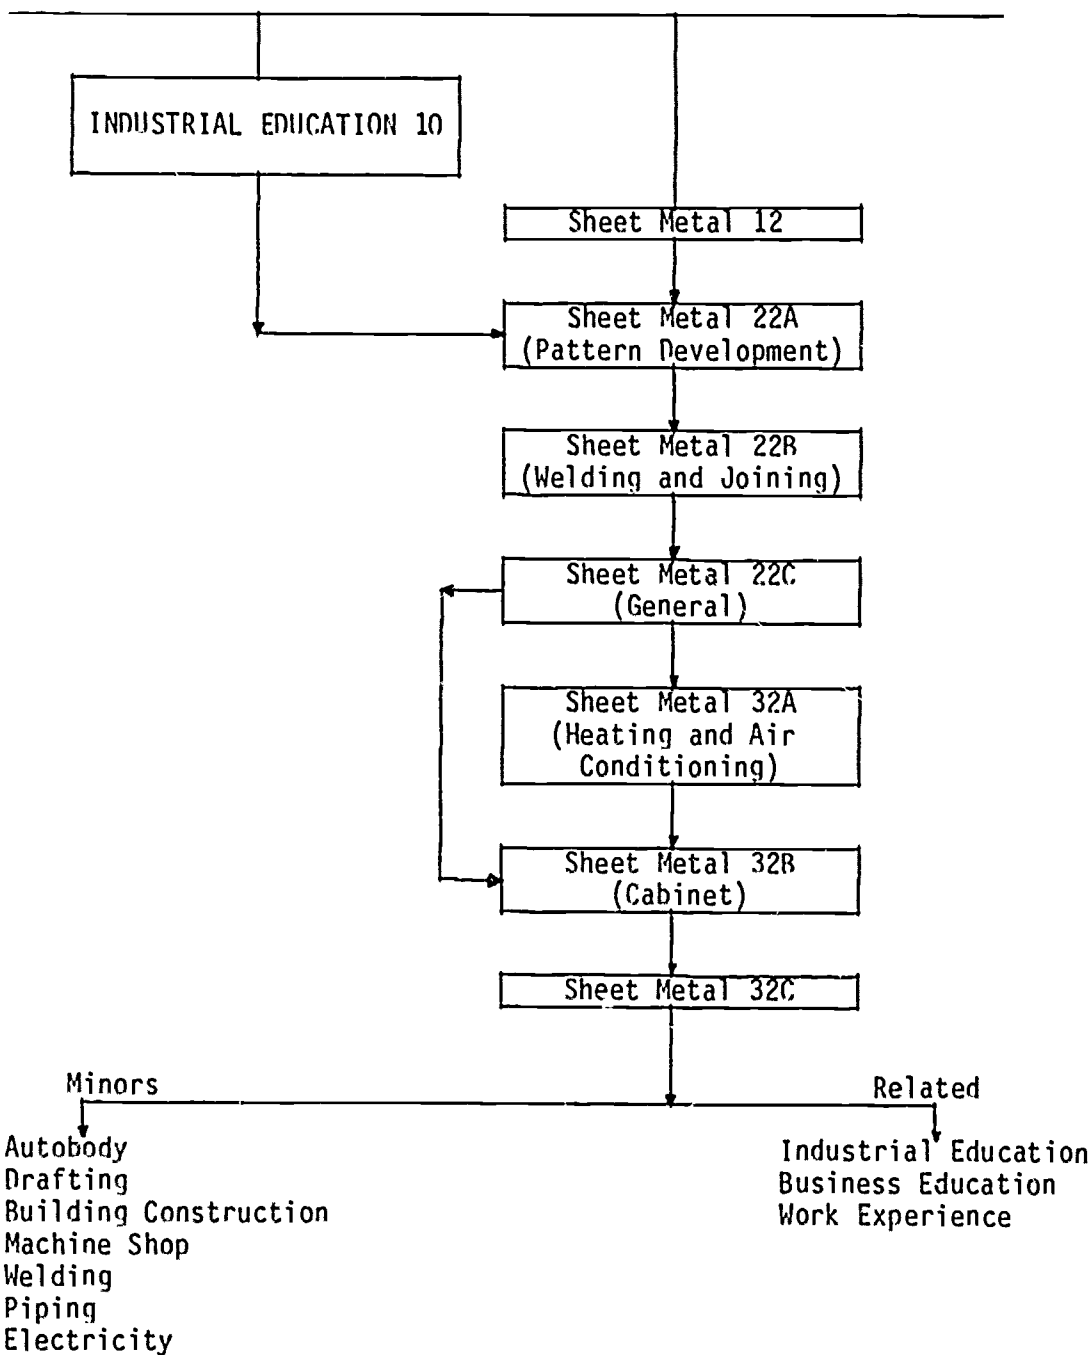 INDUSTRIAL EDUCATION 10
Sheet Metal 12
Sheet Metal 22A
(Pattern Development)
Sheet Metal 22B
(Welding and Joining)
Sheet Metal 22C
(General)
Sheet Metal 32A
(Heating and Air
Conditioning)
Sheet Metal 32B
(Cabinet)
Sheet Metal 32C
Minors
Related
Autobody
Drafting
Building Construction
Machine Shop
Welding
Piping
Electricity
Industrial Education
Business Education
Work Experience